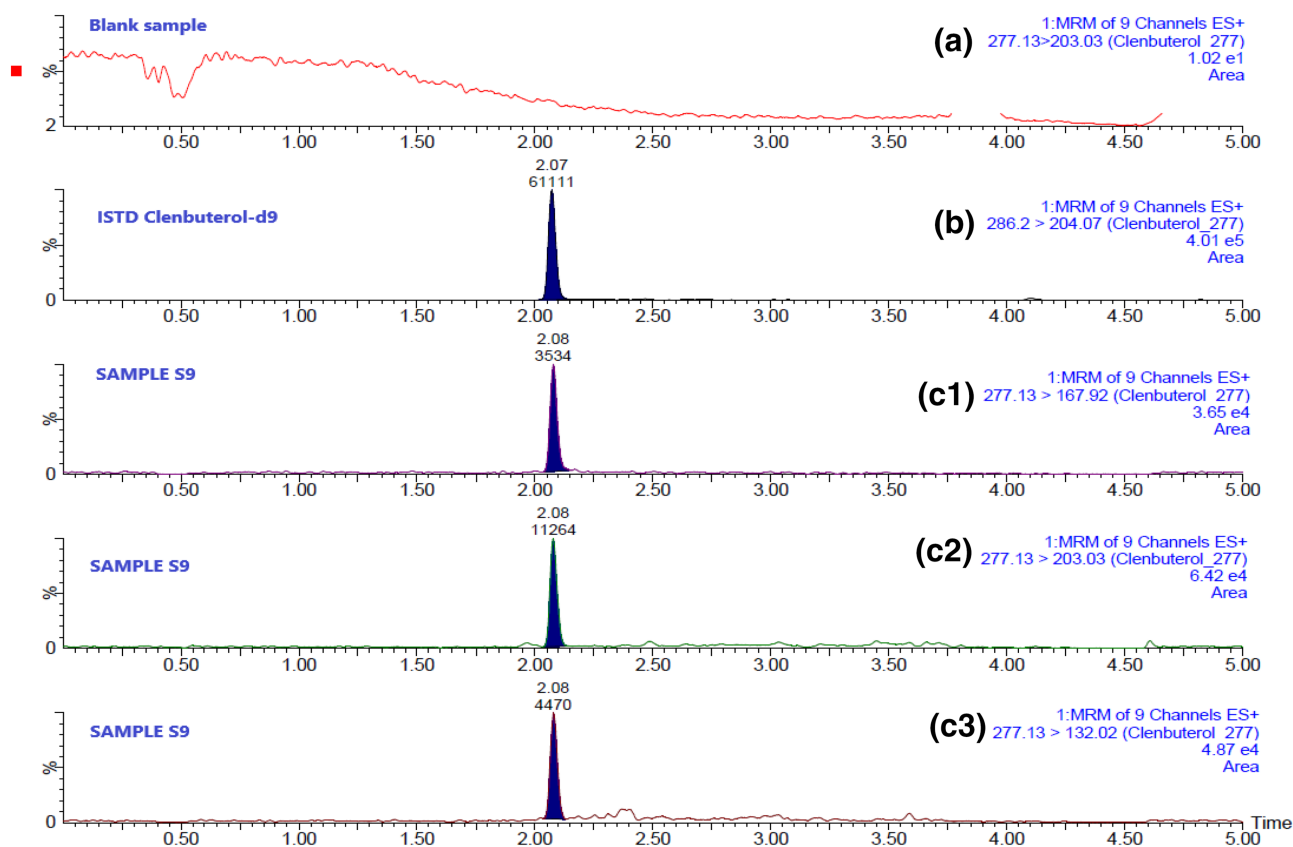 Blank sample
(a)
1:MRM of 9 Channels ES+
277.13>203.03 (Clenbuterol_277)
1.02 e1
Area
%
2
0.50 1.00 1.50 2.00 2.50 3.00 3.50 4.00 4.50 5.00
2.07
61111
ISTD Clenbuterol-d9
(b)
1:MRM of 9 Channels ES+
286.2 > 204.07 (Clenbuterol_277)
4.01 e5
Area
%
0
0.50 1.00 1.50 2.00 2.50 3.00 3.50 4.00 4.50 5.00
2.08
3534
SAMPLE S9
(c1)
1:MRM of 9 Channels ES+
277.13 > 167.92 (Clenbuterol_277)
3.65 e4
Area
%
0
0.50 1.00 1.50 2.00 2.50 3.00 3.50 4.00 4.50 5.00
2.08
11264
SAMPLE S9
(c2)
1:MRM of 9 Channels ES+
277.13 > 203.03 (Clenbuterol_277)
6.42 e4
Area
%
0
0.50 1.00 1.50 2.00 2.50 3.00 3.50 4.00 4.50 5.00
2.08
4470
SAMPLE S9
(c3)
1:MRM of 9 Channels ES+
277.13 > 132.02 (Clenbuterol_277)
4.87 e4
Area
%
0
0.50 1.00 1.50 2.00 2.50 3.00 3.50 4.00 4.50 5.00
Time